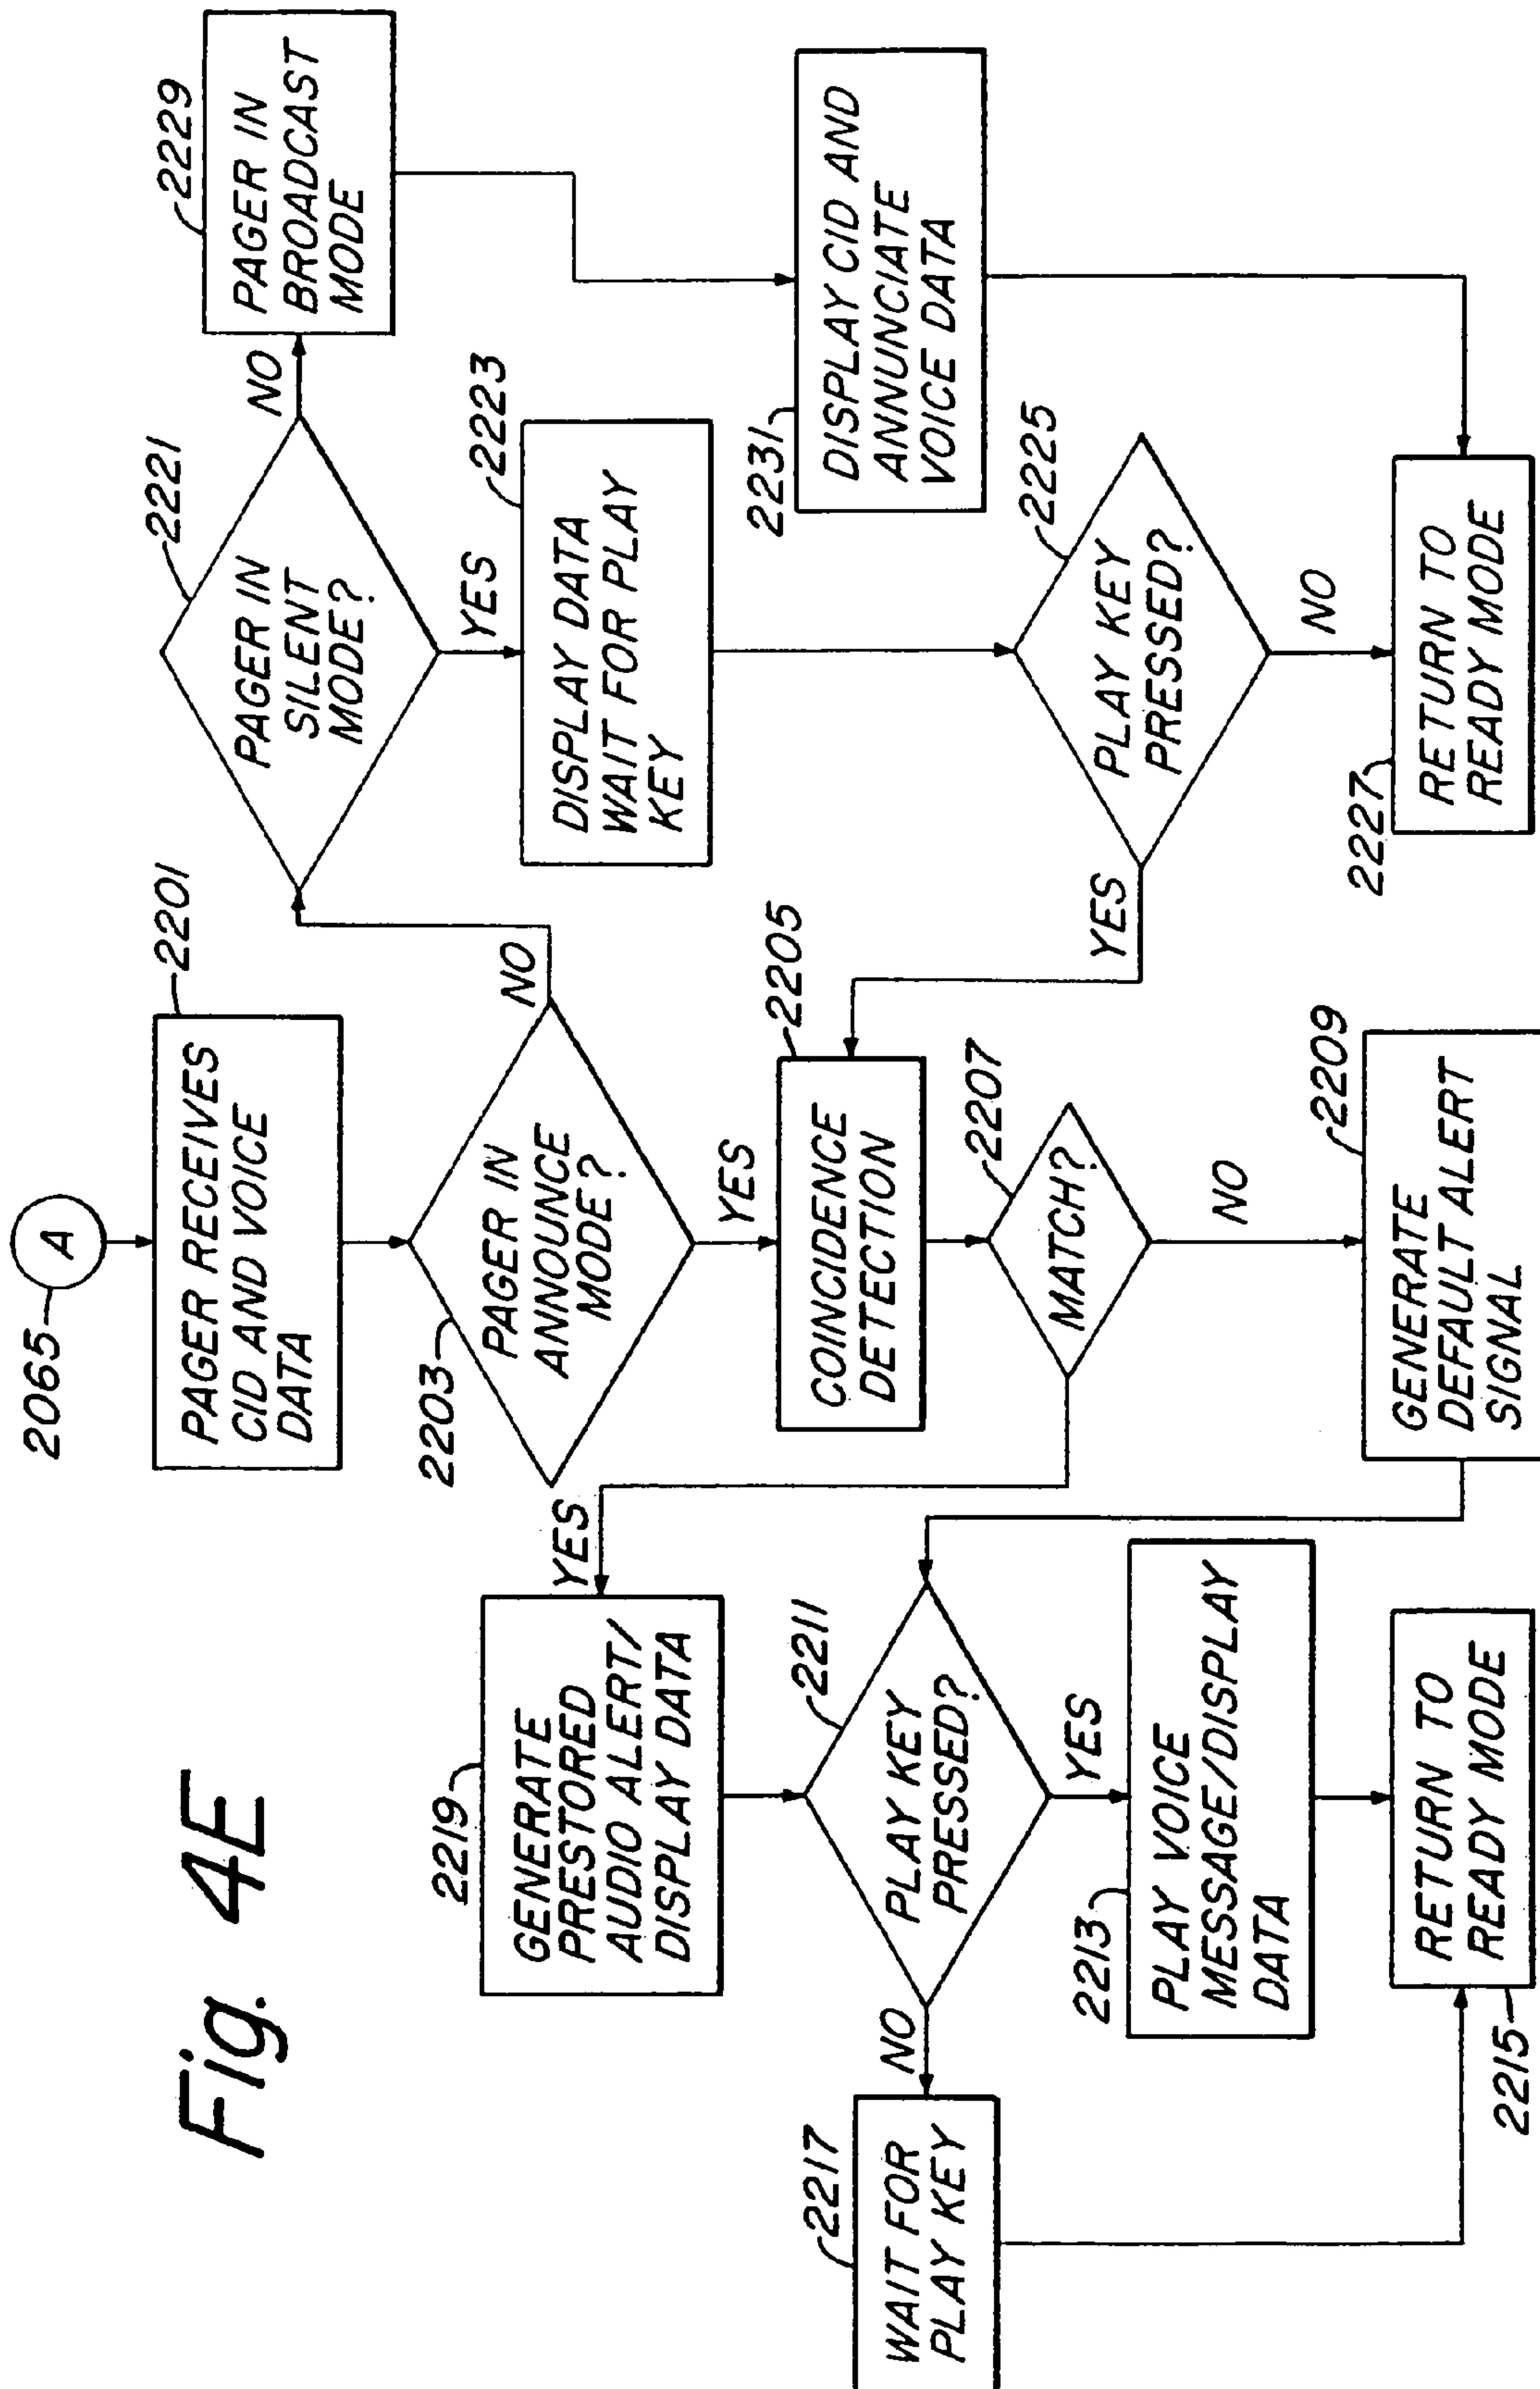 Fig. 4E
2065
A
PAGER RECEIVES
CID AND VOICE
DATA
2201
2203
PAGER IN
ANNOUNCE
MODE?
NO
YES
PAGER IN
SILENT
MODE?
2221
NO
YES
PAGER IN
BROADCAST
MODE
2229
DISPLAY DATA
WAIT FOR PLAY
KEY
2223
2231
DISPLAY CID AND
ANNUNCIATE
VOICE DATA
COINCIDENCE
DETECTION
2205
MATCH?
2207
YES
NO
PLAY KEY
PRESSED?
2225
YES
NO
2227
RETURN TO
READY MODE
2219
GENERATE
PRESTORED
AUDIO ALERT/
DISPLAY DATA
GENERATE
DEFAULT ALERT
SIGNAL
2209
PLAY KEY
PRESSED?
2211
NO
YES
2217
WAIT FOR
PLAY KEY
2213
PLAY VOICE
MESSAGE/DISPLAY
DATA
2215
RETURN TO
READY MODE